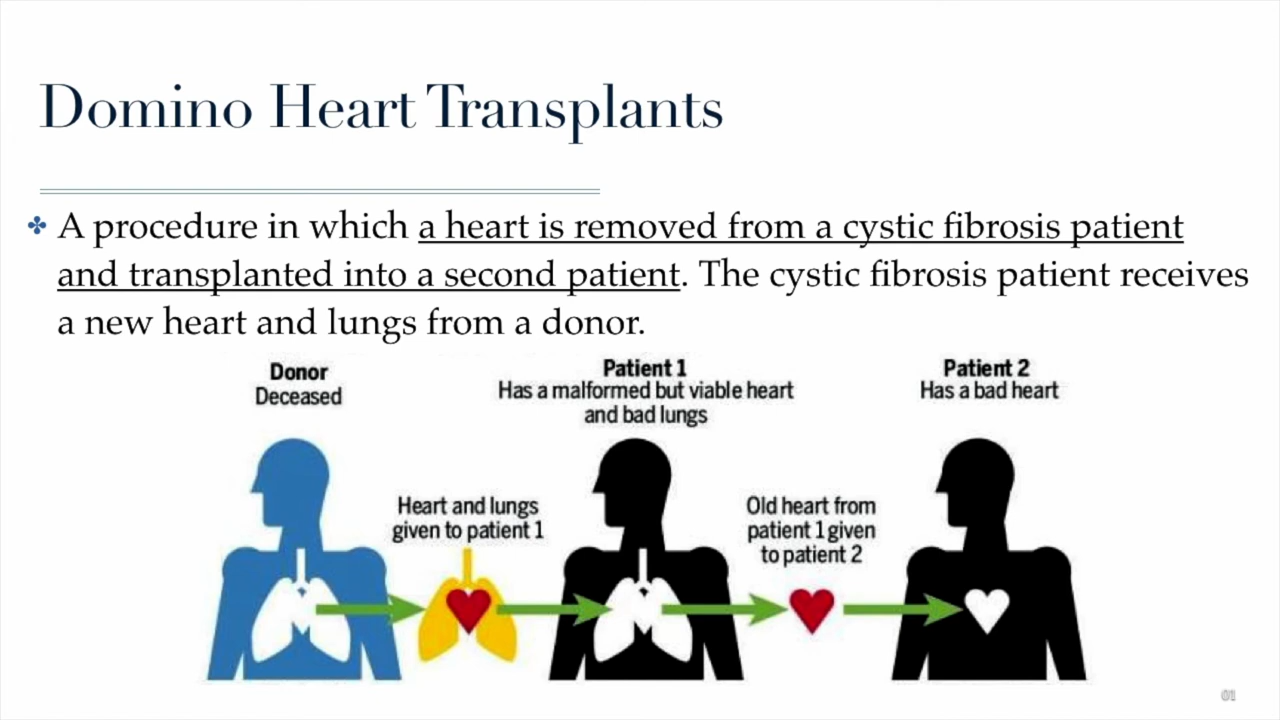 Domino Heart Transplants
A procedure in which a heart is removed from a cystic fibrosis patient
and transplanted into a second patient. The cystic fibrosis patient receives
a new heart and lungs from a donor.
Donor
Deceased
Patient 1
Has a malformed but viable heart
and bad lungs
Patient 2
Has a bad heart
Heart and lungs
given to patient 1
Old heart from
patient 1 given
to patient 2
01